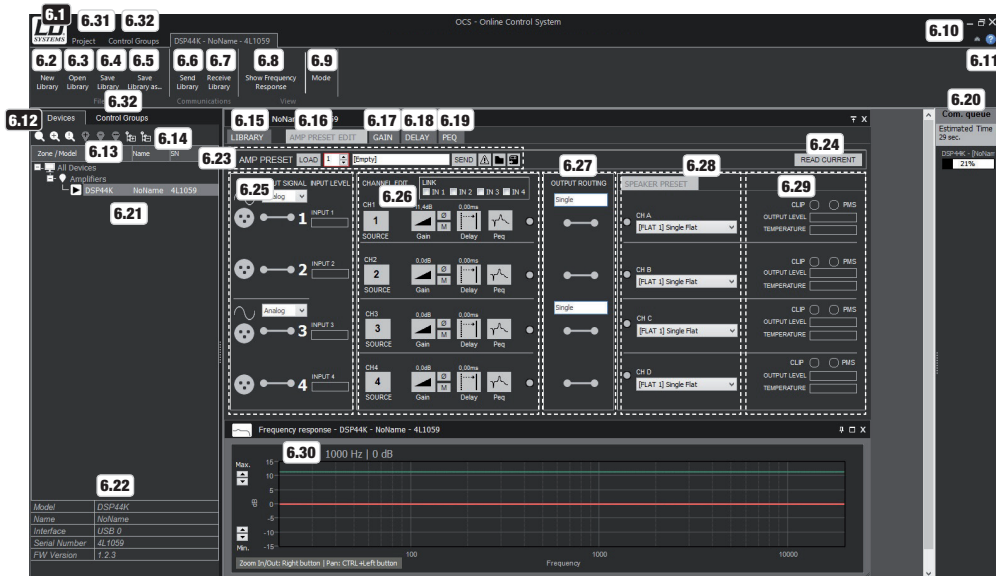 6.1
LD
SYSTEMS
6.31
6.32
Project
Control Groups
DSP44K - NoName - 4L1059
OCS - Online Control System
6.10
6.11
6.2
6.3
6.4
6.5
6.6
6.7
6.8
6.9
New Library
Open Library
Save Library
Save Library as...
Send Library
Receive Library
Show Frequency Response
Mode
File
6.32
Communications
View
6.12
Devices
Control Groups
6.13
6.14
Zone / Model
Name
SN
All Devices
Amplifiers
DSP44K NoName 4L1059
6.21
6.22
Model DSP44K
Name NoName
Interface USB 0
Serial Number 4L1059
FW Version 1.2.3
6.15
6.16
6.17
6.18
6.19
LIBRARY
AMP PRESET EDIT
GAIN
DELAY
PEQ
6.23
AMP PRESET
LOAD
1
[Empty]
SEND
6.24
READ CURRENT
6.25
INPUT LEVEL
Analog
1
INPUT 1
2
INPUT 2
Analog
3
INPUT 3
4
INPUT 4
CHANNEL EDIT
6.26
LINK
IN 1
IN 2
IN 3
IN 4
CH1
1
SOURCE
0,00ms
Ø
M
Gain
Delay
Peq
CH2
2
SOURCE
0,0dB
0,00ms
Ø
M
Gain
Delay
Peq
CH3
3
SOURCE
0,0dB
0,00ms
Ø
M
Gain
Delay
Peq
CH4
4
SOURCE
0,0dB
0,00ms
Ø
M
Gain
Delay
Peq
6.27
OUTPUT ROUTING
Single
Single
6.28
SPEAKER PRESET
CH A
[FLAT 1] Single Flat
CH B
[FLAT 1] Single Flat
CH C
[FLAT 1] Single Flat
CH D
[FLAT 1] Single Flat
6.29
CLIP
PMS
OUTPUT LEVEL
TEMPERATURE
CLIP
PMS
OUTPUT LEVEL
TEMPERATURE
CLIP
PMS
OUTPUT LEVEL
TEMPERATURE
CLIP
PMS
OUTPUT LEVEL
TEMPERATURE
6.20
Com. queue
Estimated Time
29 sec.
DSP44K - [NoNam
21%
Frequency response - DSP44K - NoName - 4L1059
6.30
1000 Hz | 0 dB
Max.
15
10
5
0
-5
-10
-15
dB
Min.
100
1000
10000
Frequency
Zoom In/Out: Right button | Pan: CTRL+Left button